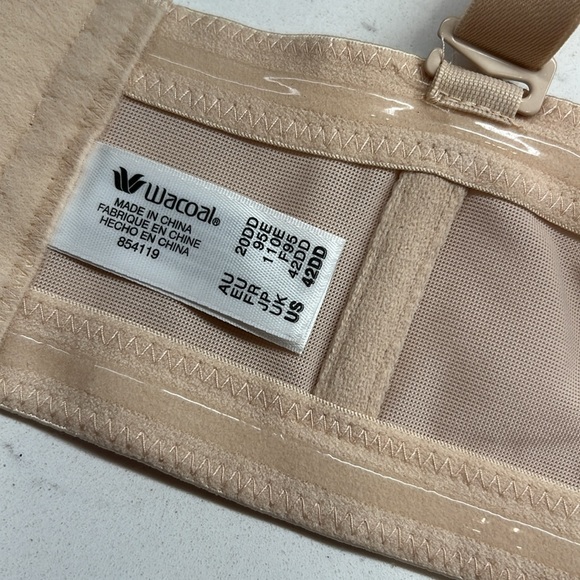 wacoal®
MADE IN CHINA
FABRIQUE EN CHINE
HECHO EN CHINA
854119
AU 20DD
EU 95E
FR 110E
JP F95
UK 42DD
US 42DD